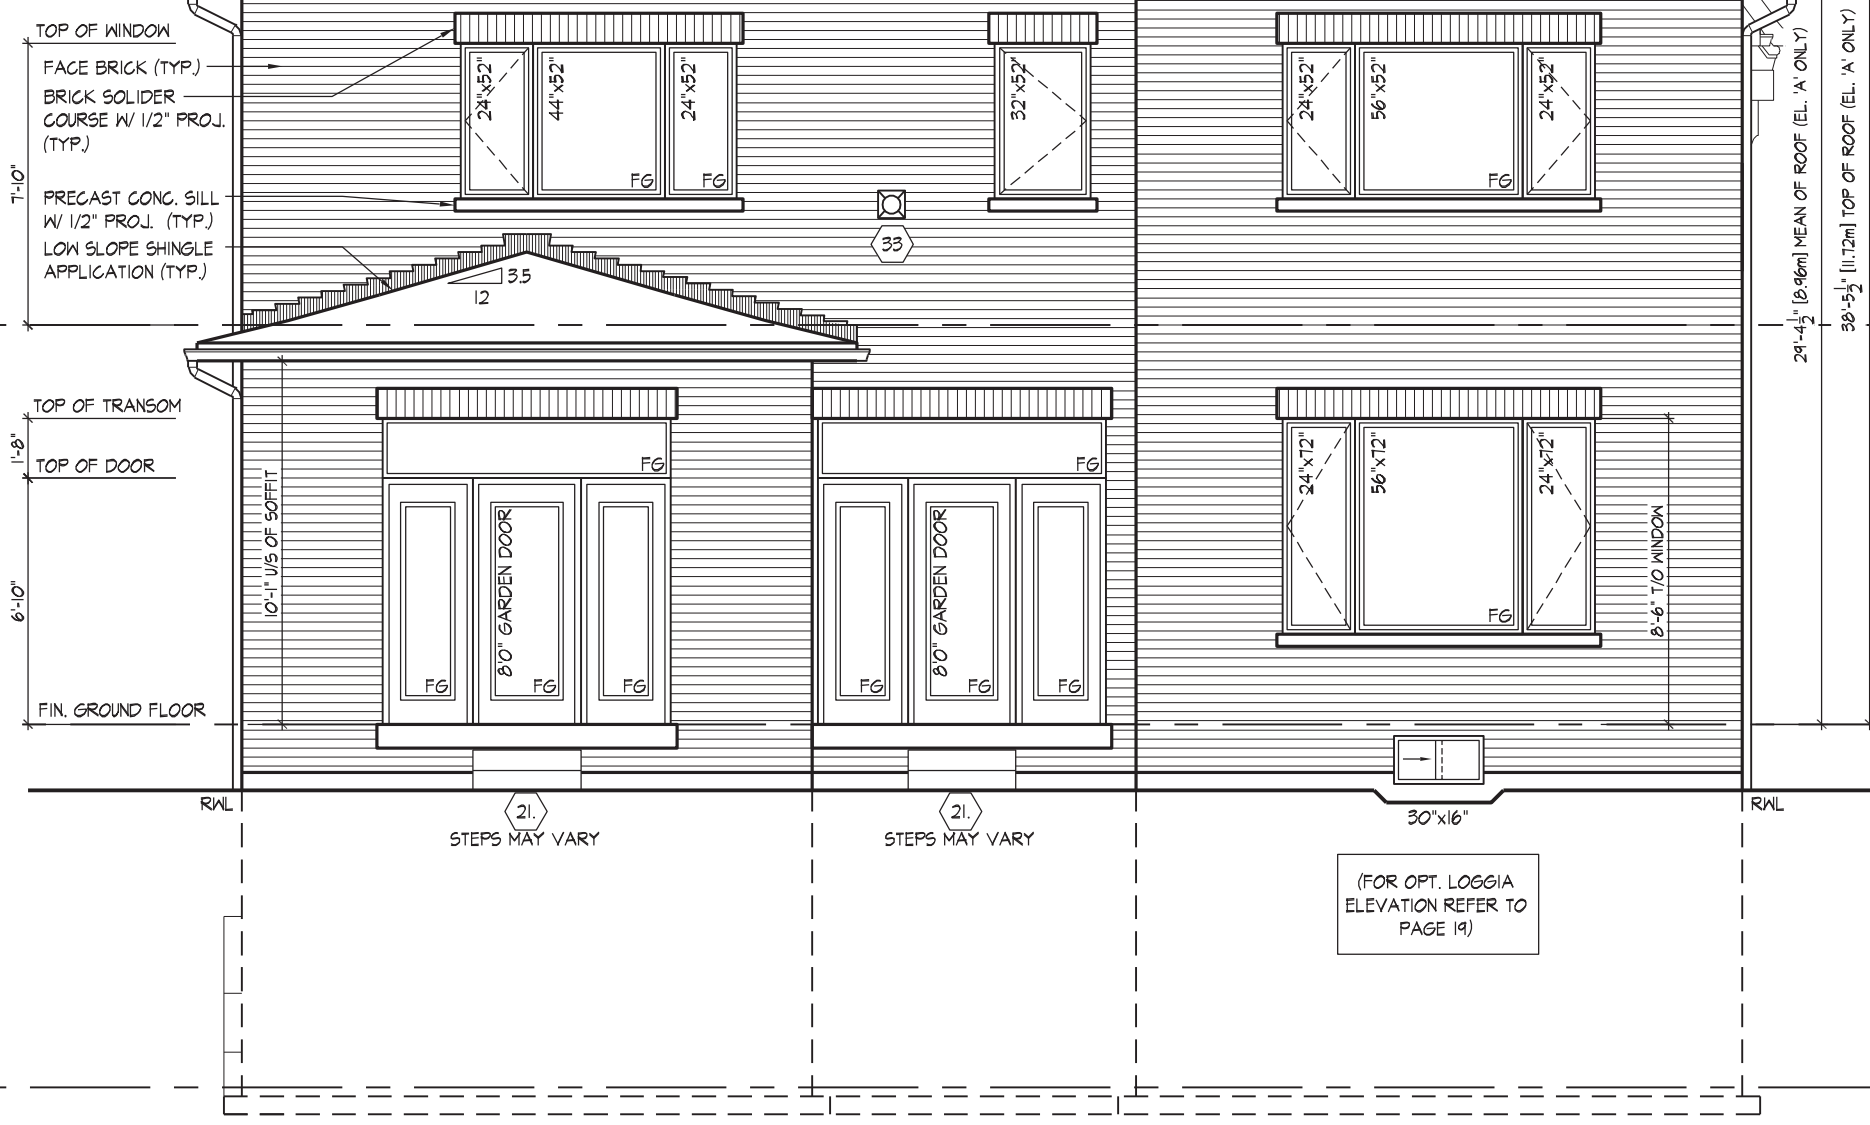 TOP OF WINDOW
FACE BRICK (TYP.)
BRICK SOLIDER
COURSE W/ 1/2" PROJ.
(TYP.)
7'-10"
PRECAST CONC. SILL
W/ 1/2" PROJ. (TYP.)
LOW SLOPE SHINGLE
APPLICATION (TYP.)
24"x52"
44"x52"
24"x52"
FG
FG
32"x52"
24"x52"
56"x52"
24"x52"
FG
33
3.5
12
29'-4 1/2" [8.96m] MEAN OF ROOF (EL. 'A' ONLY)
38'-5 1/2" [11.72m] TOP OF ROOF (EL. 'A' ONLY)
TOP OF TRANSOM
1'-8"
TOP OF DOOR
6'-10"
FIN. GROUND FLOOR
10'-1" U/S OF SOFFIT
FG
8'0" GARDEN DOOR
FG
FG
FG
FG
8'0" GARDEN DOOR
FG
FG
FG
24"x72"
56"x72"
24"x72"
FG
8'-6" T/O WINDOW
RWL
21.
STEPS MAY VARY
21.
STEPS MAY VARY
30"x16"
RWL
(FOR OPT. LOGGIA
ELEVATION REFER TO
PAGE 19)